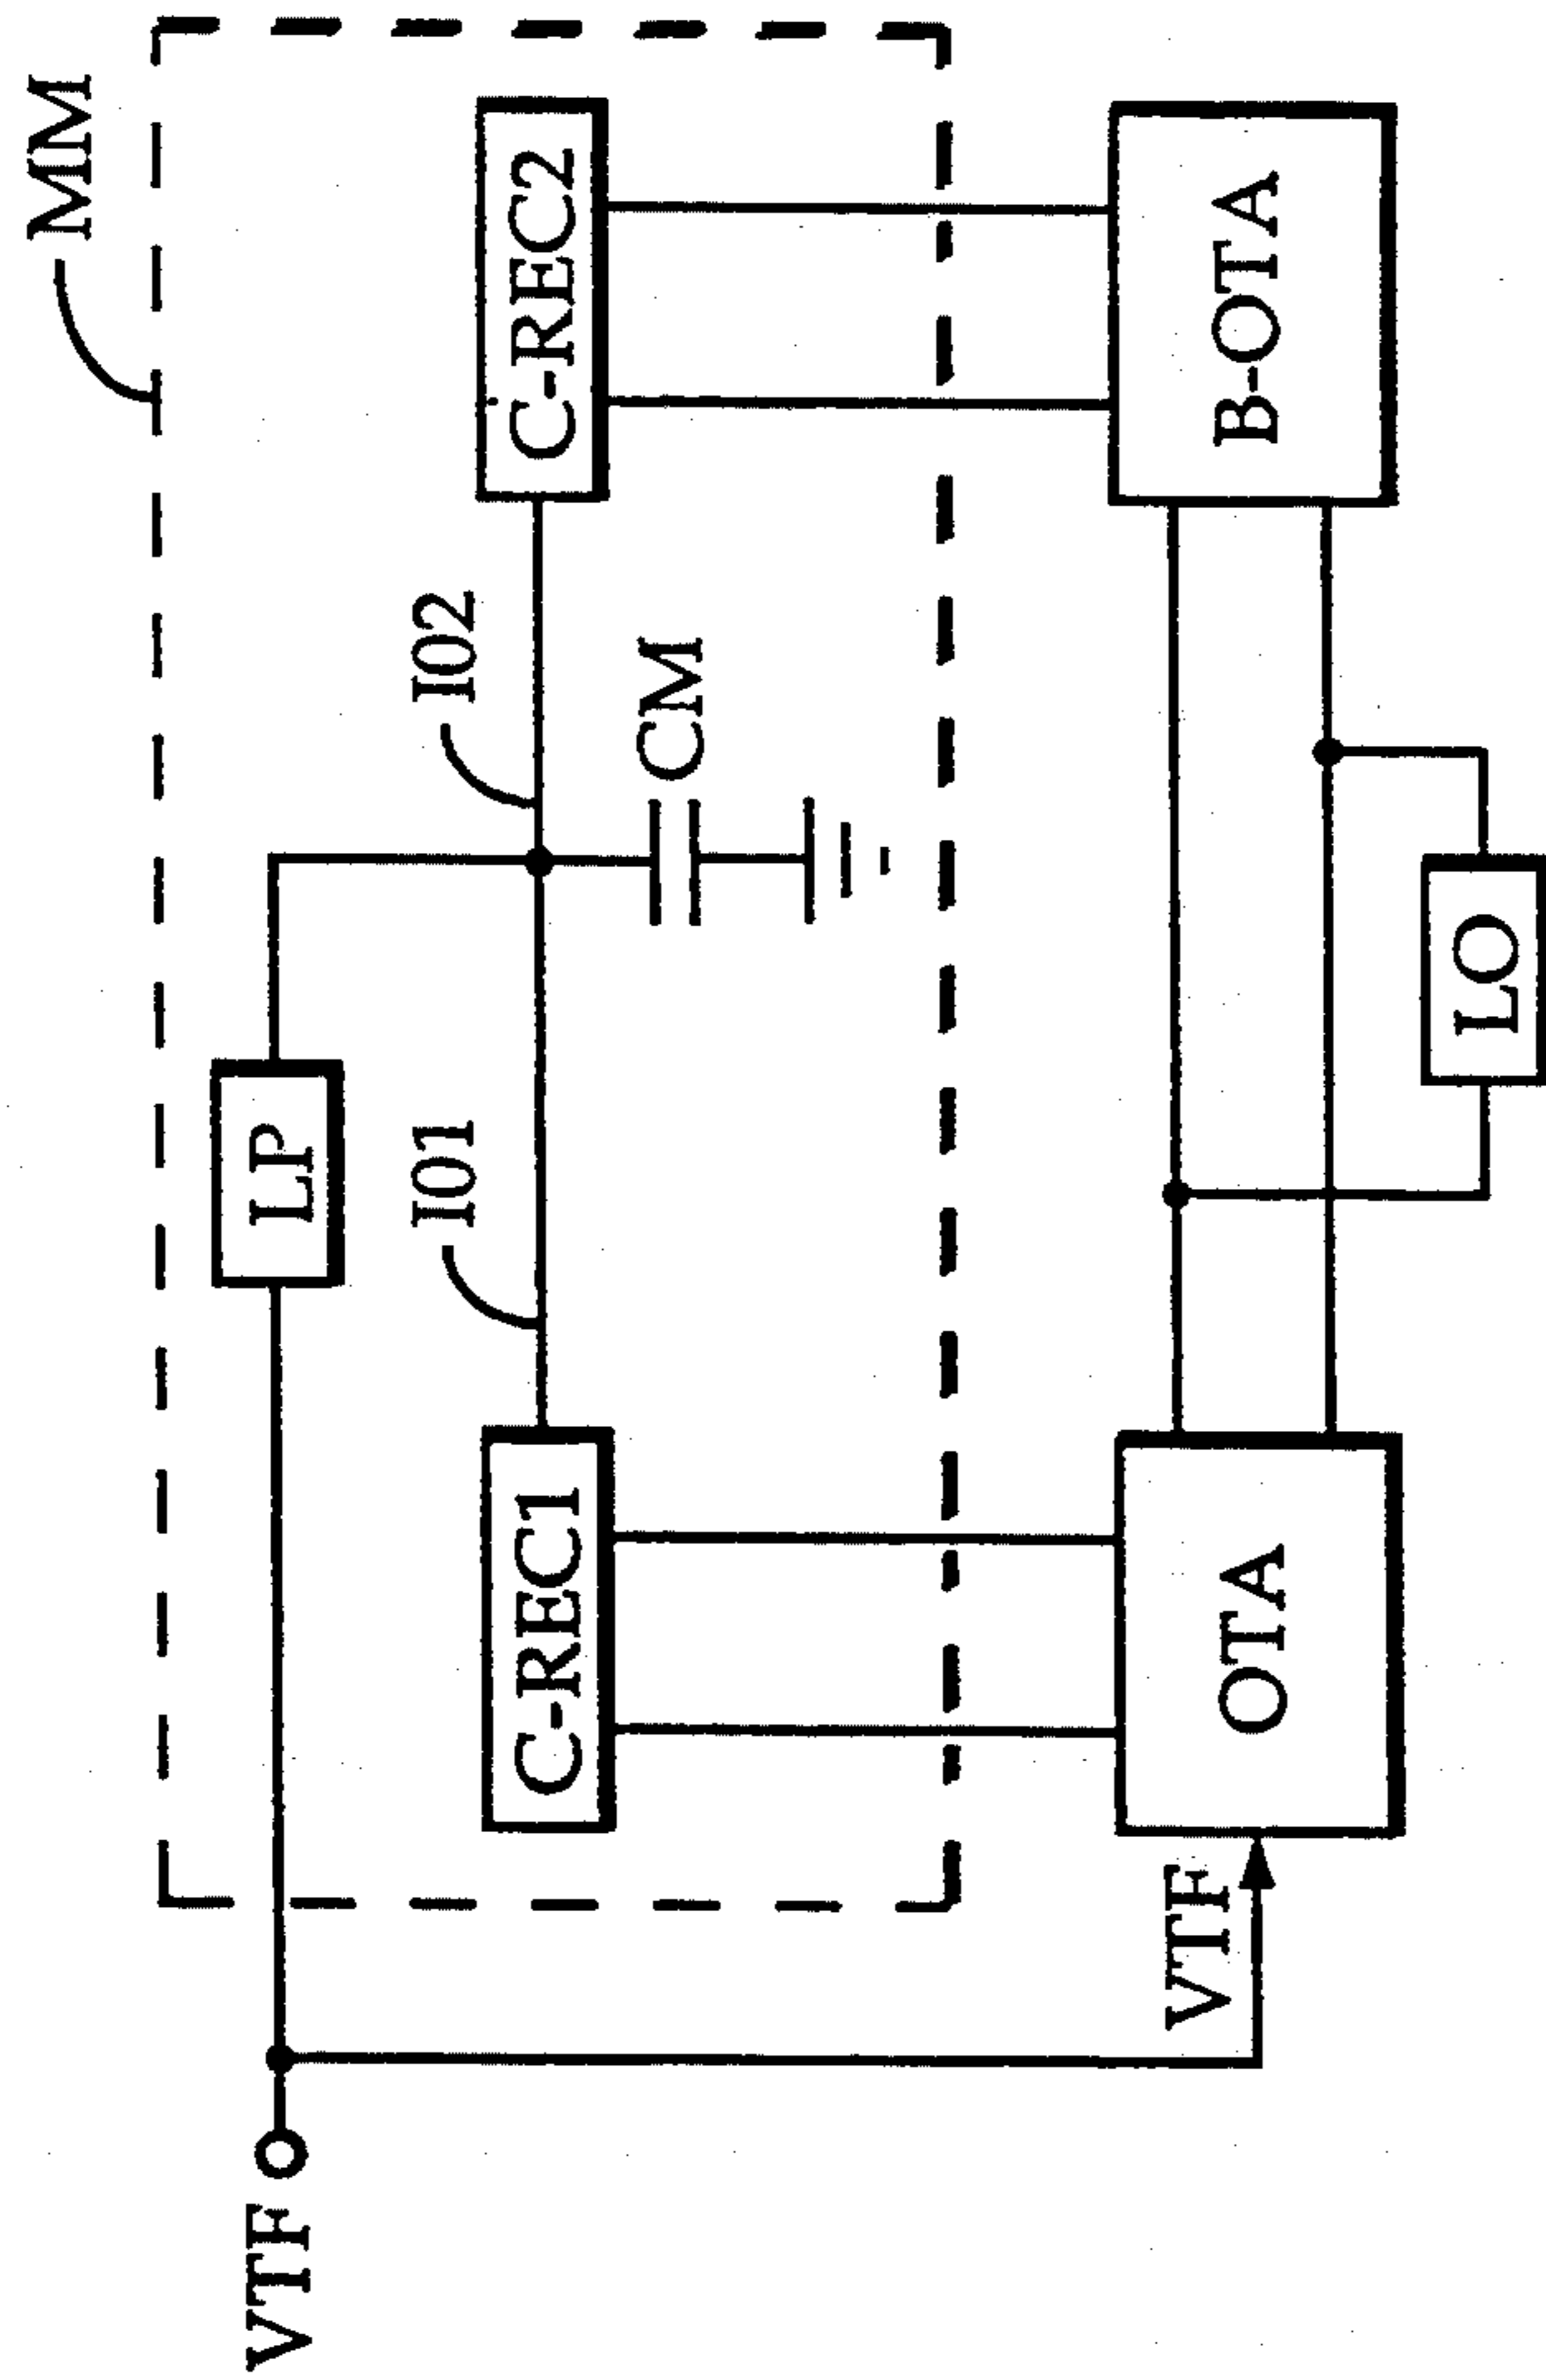 MM
LP
I01
I02
C-REC1
CM
C-REC2
VTF
VTF
OTA
B-OTA
LO